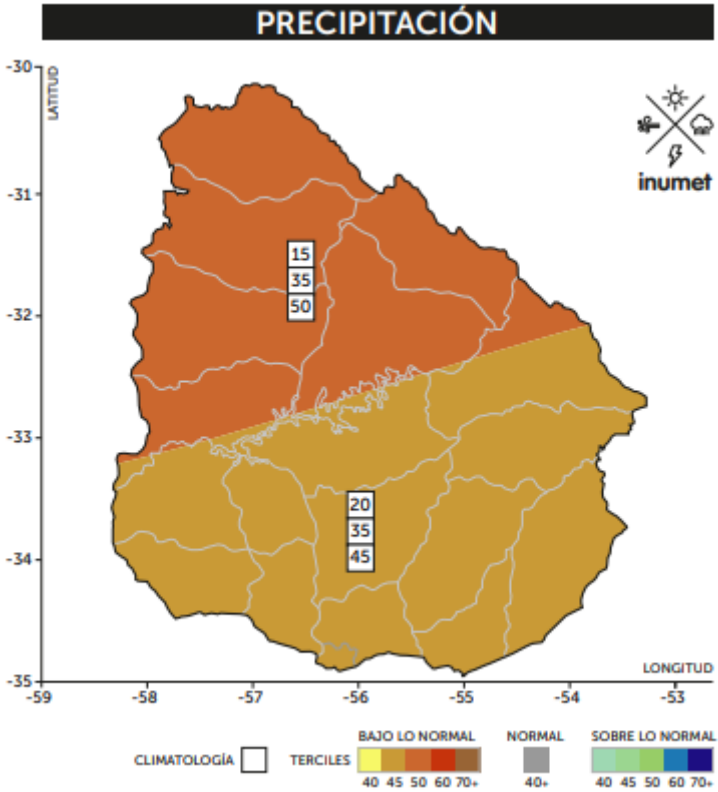 PRECIPITACIÓN
-30
LATITUD
inumet
-31
15
35
50
-32
-33
20
35
45
-34
LONGITUD
-35
-59 -58 -57 -56 -55 -54 -53
BAJO LO NORMAL NORMAL SOBRE LO NORMAL
CLIMATOLOGÍA TERCILES
40 45 50 60 70+ 40+ 40 45 50 60 70+